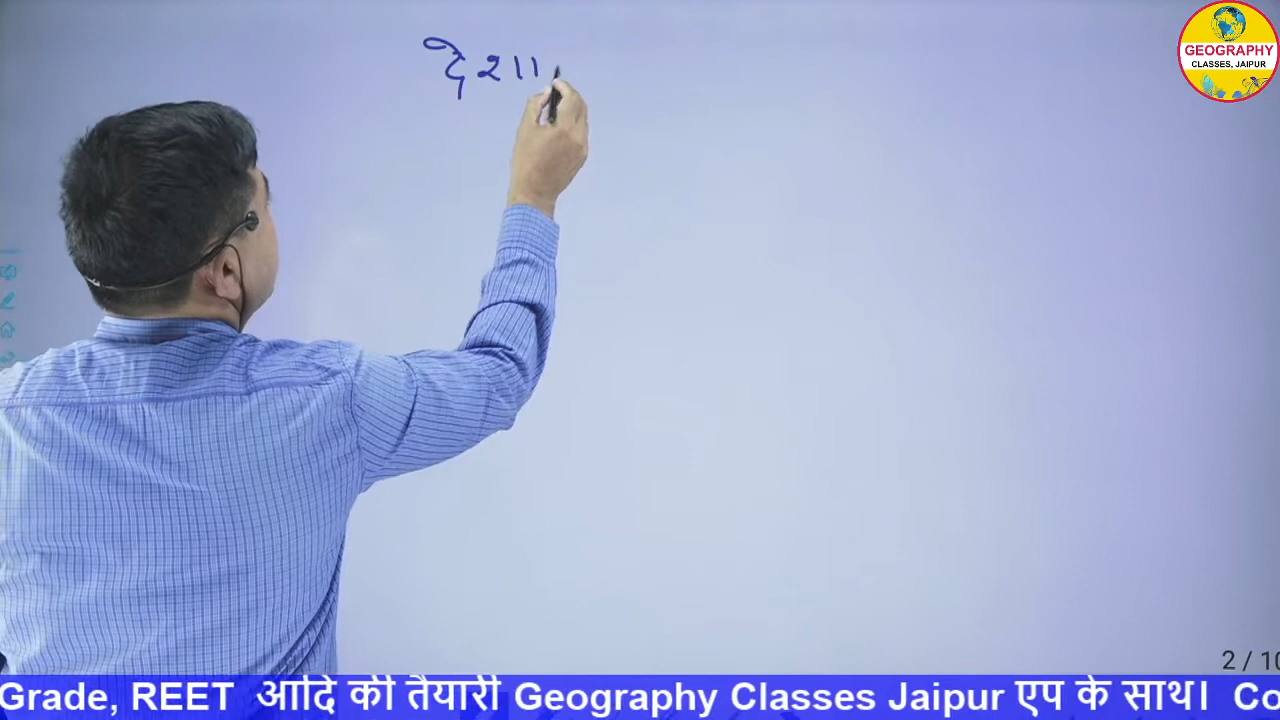 देशा
GEOGRAPHY
CLASSES, JAIPUR
2 / 10
Grade, REET आदि की तैयारी Geography Classes Jaipur एप के साथ। Co